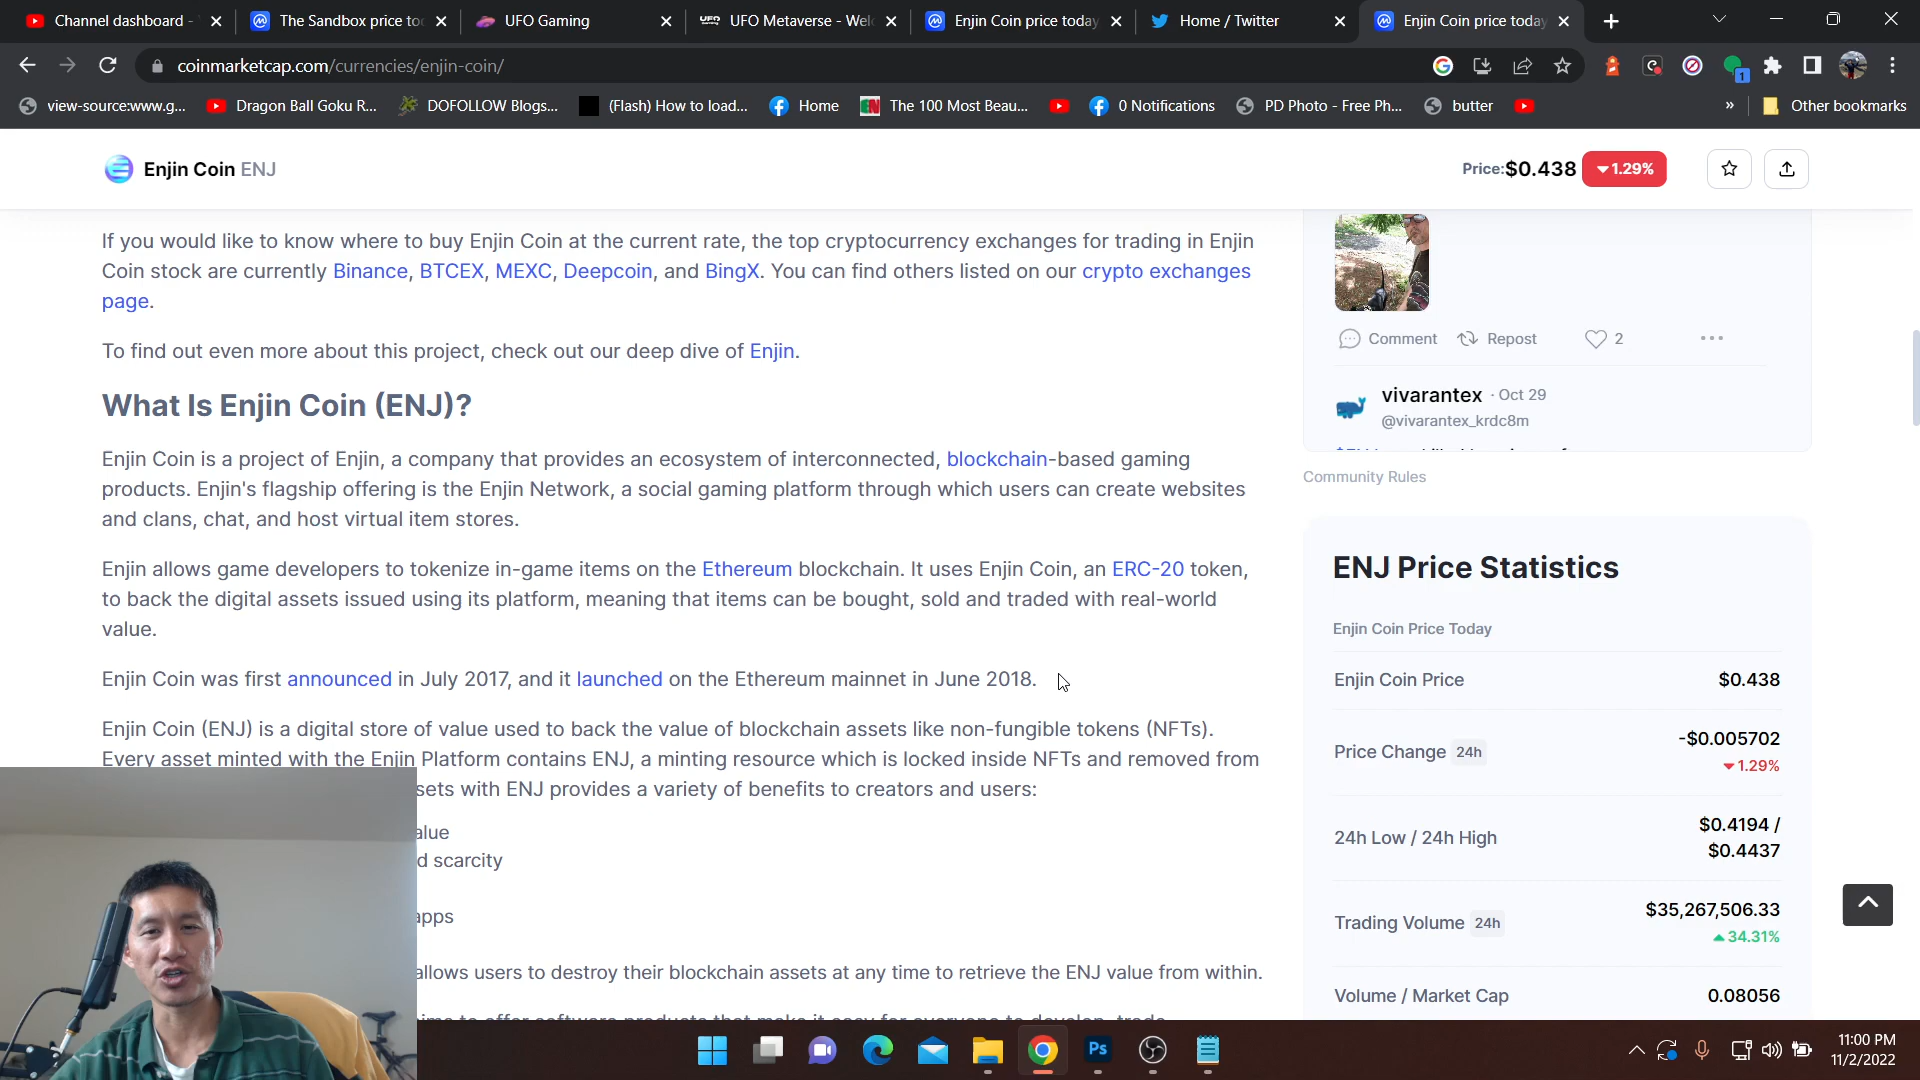 Channel dashboard -
The Sandbox price to
UFO Gaming
UFO Metaverse - Wel
Enjin Coin price today
Home / Twitter
Enjin Coin price today
coinmarketcap.com/currencies/enjin-coin/
1
view-source:www.g...
Dragon Ball Goku R...
DOFOLLOW Blogs...
(Flash) How to load...
Home
The 100 Most Beau...
0 Notifications
PD Photo - Free Ph...
butter
»
Other bookmarks
Enjin Coin ENJ
Price:$0.438
1.29%
If you would like to know where to buy Enjin Coin at the current rate, the top cryptocurrency exchanges for trading in Enjin
Coin stock are currently Binance, BTCEX, MEXC, Deepcoin, and BingX. You can find others listed on our crypto exchanges
page.
To find out even more about this project, check out our deep dive of Enjin.
What Is Enjin Coin (ENJ)?
Enjin Coin is a project of Enjin, a company that provides an ecosystem of interconnected, blockchain-based gaming
products. Enjin's flagship offering is the Enjin Network, a social gaming platform through which users can create websites
and clans, chat, and host virtual item stores.
Enjin allows game developers to tokenize in-game items on the Ethereum blockchain. It uses Enjin Coin, an ERC-20 token,
to back the digital assets issued using its platform, meaning that items can be bought, sold and traded with real-world
value.
Enjin Coin was first announced in July 2017, and it launched on the Ethereum mainnet in June 2018.
Enjin Coin (ENJ) is a digital store of value used to back the value of blockchain assets like non-fungible tokens (NFTs).
Every asset minted with the Enjin Platform contains ENJ, a minting resource which is locked inside NFTs and removed from
sets with ENJ provides a variety of benefits to creators and users:
alue
d scarcity
apps
allows users to destroy their blockchain assets at any time to retrieve the ENJ value from within.
Comment
Repost
2
vivarantex · Oct 29
@vivarantex_krdc8m
Community Rules
ENJ Price Statistics
Enjin Coin Price Today
Enjin Coin Price
$0.438
Price Change 24h
-$0.005702
1.29%
24h Low / 24h High
$0.4194 /
$0.4437
Trading Volume 24h
$35,267,506.33
34.31%
Volume / Market Cap
0.08056
Ps
11:00 PM
11/2/2022